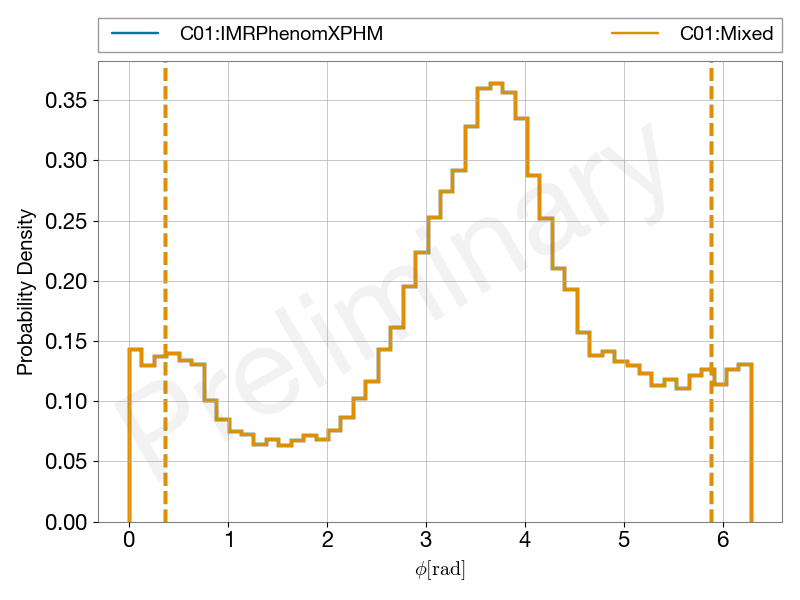 C01:IMRPhenomXPHM C01:Mixed
Probability Density
0.35
0.30
0.25
0.20
0.15
0.10
0.05
0.00
Preliminary
0 1 2 3 4 5 6
ϕ[rad]